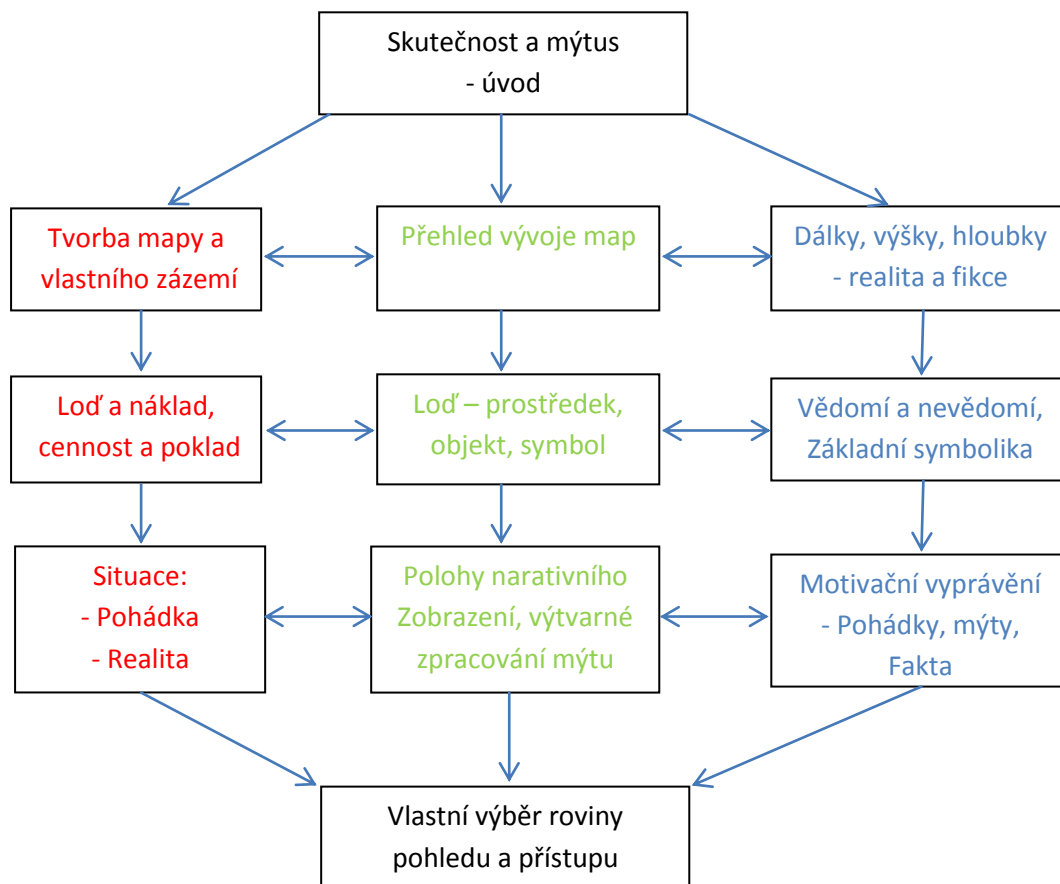 Skutečnost a mýtus
- úvod
Tvorba mapy a
vlastního zázemí
Přehled vývoje map
Dálky, výšky, hloubky
- realita a fikce
Loď a náklad,
cennost a poklad
Loď – prostředek,
objekt, symbol
Vědomí a nevědomí,
Základní symbolika
Situace:
- Pohádka
- Realita
Polohy narativního
Zobrazení, výtvarné
zpracování mýtu
Motivační vyprávění
- Pohádky, mýty,
Fakta
Vlastní výběr roviny
pohledu a přístupu